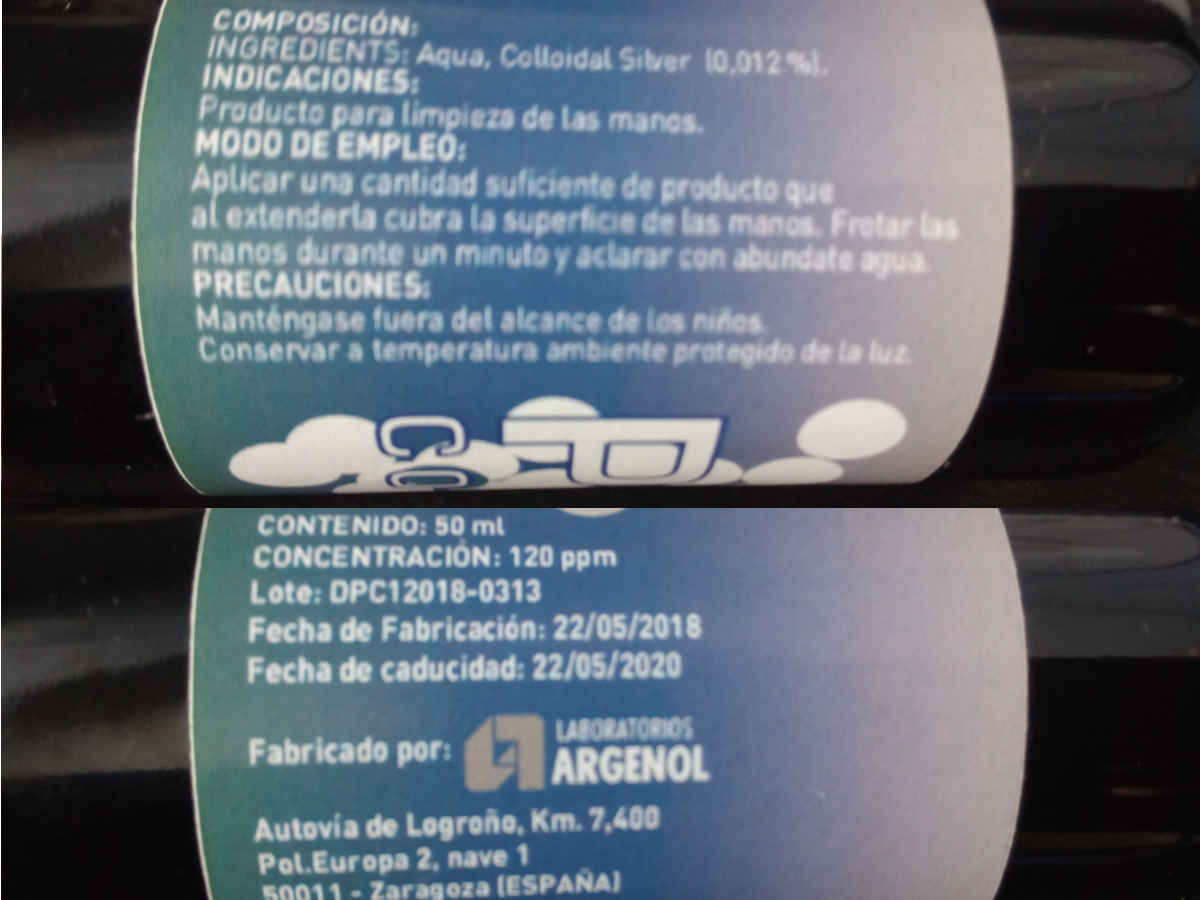 COMPOSICIÓN:
INGREDIENTS: Aqua, Colloidal Silver (0,012 %).
INDICACIONES:
Producto para limpieza de las manos.
MODO DE EMPLEO:
Aplicar una cantidad suficiente de producto que
al extenderla cubra la superficie de las manos. Frotar las
manos durante un minuto y aclarar con abundate agua.
PRECAUCIONES:
Manténgase fuera del alcance de los niños.
Conservar a temperatura ambiente protegido de la luz.
CONTENIDO: 50 ml
CONCENTRACIÓN: 120 ppm
Lote: DPC12018-0313
Fecha de Fabricación: 22/05/2018
Fecha de caducidad: 22/05/2020
Fabricado por: LABORATORIOS
ARGENOL
Autovía de Logroño, Km. 7,400
Pol.Europa 2, nave 1
50011 - Zaragoza (ESPAÑA)